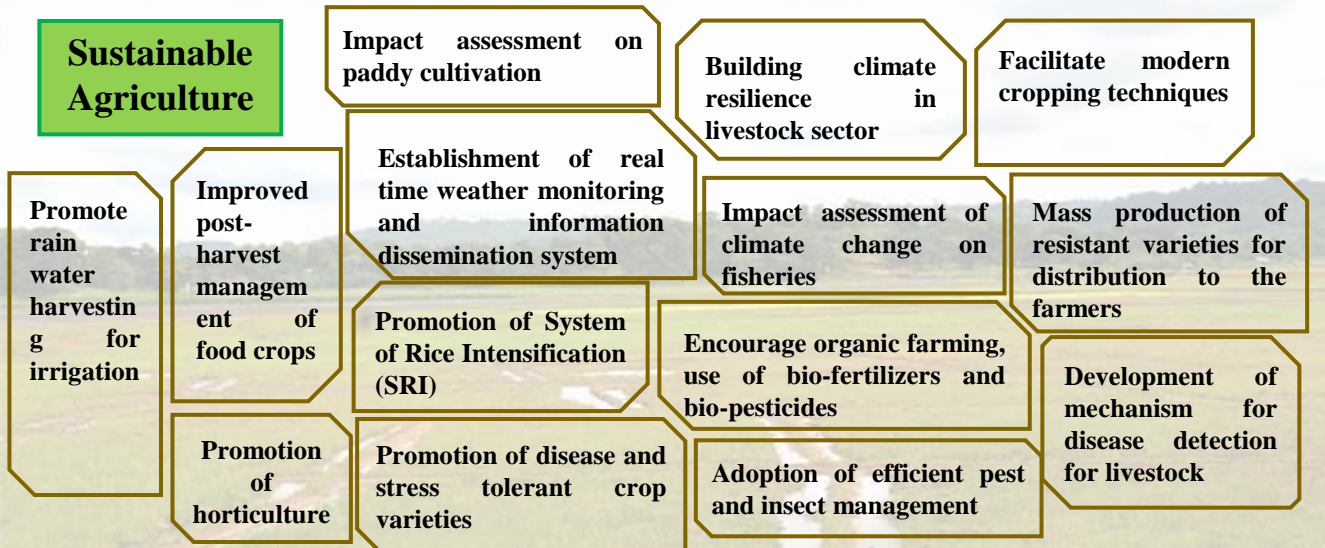 Sustainable
Agriculture
Impact assessment on
paddy cultivation
Building climate
resilience in
livestock sector
Facilitate modern
cropping techniques
Promote
rain
water
harvestin
g for
irrigation
Improved
post-
harvest
managem
ent of
food crops
Establishment of real
time weather monitoring
and information
dissemination system
Impact assessment of
climate change on
fisheries
Mass production of
resistant varieties for
distribution to the
farmers
Promotion of System
of Rice Intensification
(SRI)
Encourage organic farming,
use of bio-fertilizers and
bio-pesticides
Development of
mechanism for
disease detection
for livestock
Promotion
of
horticulture
Promotion of disease and
stress tolerant crop
varieties
Adoption of efficient pest
and insect management